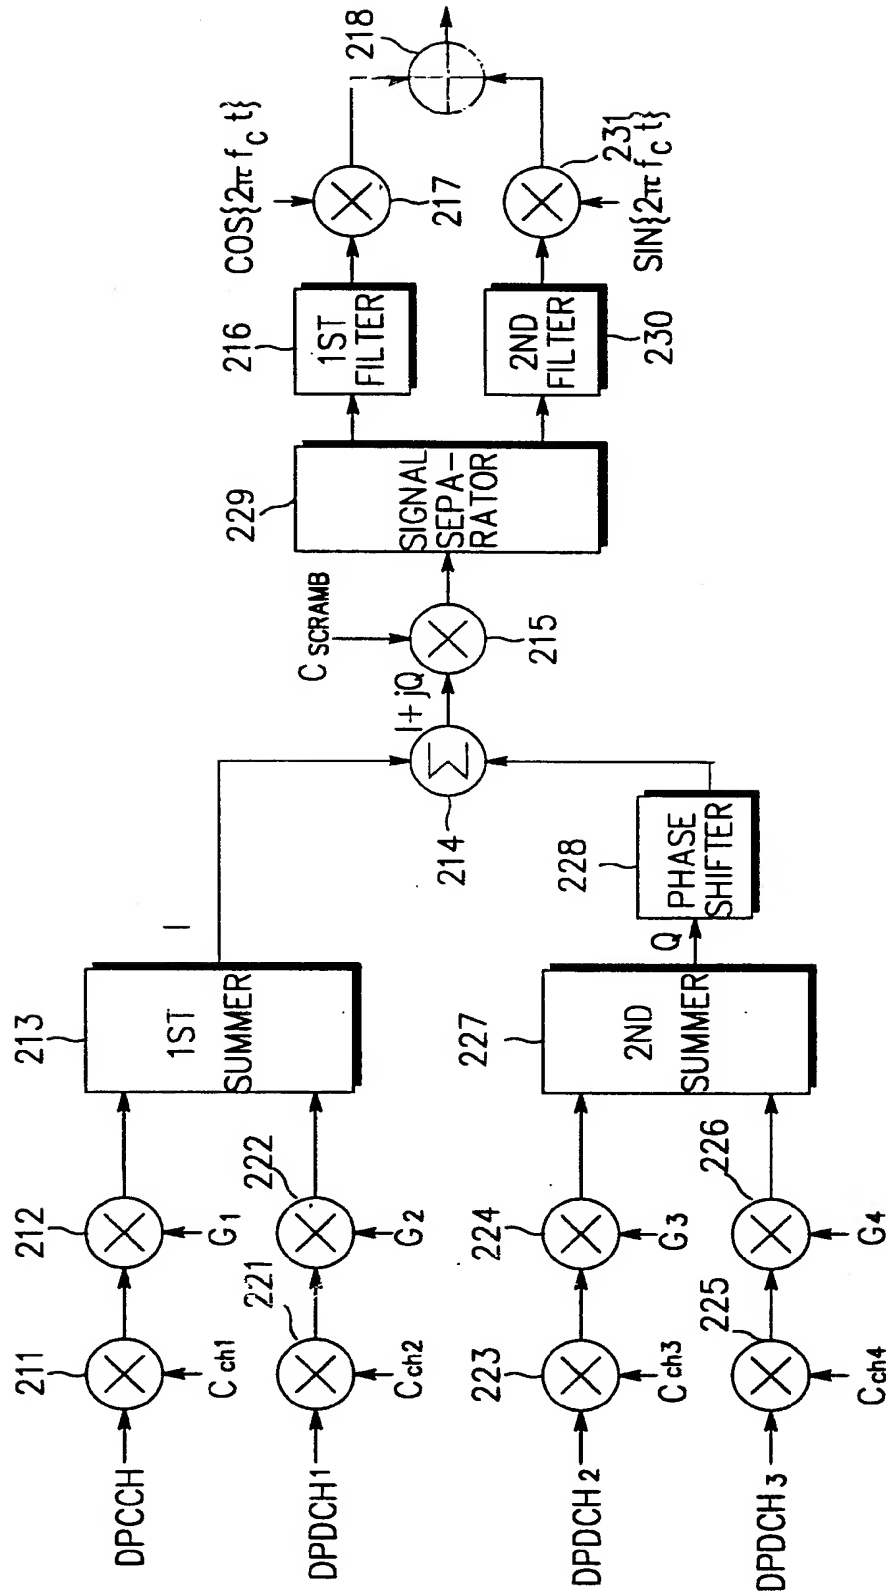 DPCCH
211
C ch1
212
G1
213
1ST
SUMMER
I
DPDCH1
221
C ch2
222
G2
DPDCH2
223
C ch3
224
G3
227
2ND
SUMMER
Q
DPDCH3
225
C ch4
226
G4
228
PHASE
SHIFTER
Σ
214
I+jQ
C SCRAMB
215
229
SIGNAL
SEPA-
RATOR
216
1ST
FILTER
COS{2π fc t}
217
2ND
FILTER
230
231
SIN{2π fc t}
218